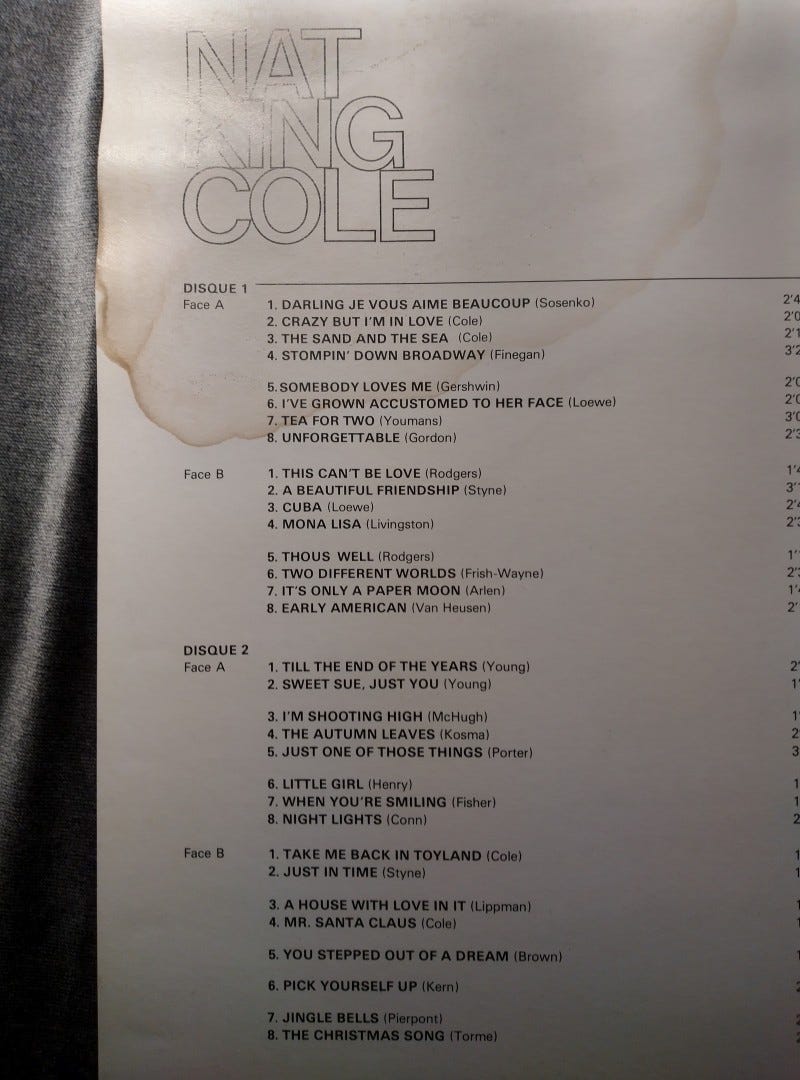 NAT
KING
COLE
DISQUE 1
Face A 1. DARLING JE VOUS AIME BEAUCOUP (Sosenko)
2. CRAZY BUT I'M IN LOVE (Cole)
3. THE SAND AND THE SEA (Cole)
4. STOMPIN' DOWN BROADWAY (Finegan)
5. SOMEBODY LOVES ME (Gershwin)
6. I'VE GROWN ACCUSTOMED TO HER FACE (Loewe)
7. TEA FOR TWO (Youmans)
8. UNFORGETTABLE (Gordon)
Face B 1. THIS CAN'T BE LOVE (Rodgers)
2. A BEAUTIFUL FRIENDSHIP (Styne)
3. CUBA (Loewe)
4. MONA LISA (Livingston)
5. THOUS WELL (Rodgers)
6. TWO DIFFERENT WORLDS (Frish-Wayne)
7. IT'S ONLY A PAPER MOON (Arlen)
8. EARLY AMERICAN (Van Heusen)
DISQUE 2
Face A 1. TILL THE END OF THE YEARS (Young)
2. SWEET SUE, JUST YOU (Young)
3. I'M SHOOTING HIGH (McHugh)
4. THE AUTUMN LEAVES (Kosma)
5. JUST ONE OF THOSE THINGS (Porter)
6. LITTLE GIRL (Henry)
7. WHEN YOU'RE SMILING (Fisher)
8. NIGHT LIGHTS (Conn)
Face B 1. TAKE ME BACK IN TOYLAND (Cole)
2. JUST IN TIME (Styne)
3. A HOUSE WITH LOVE IN IT (Lippman)
4. MR. SANTA CLAUS (Cole)
5. YOU STEPPED OUT OF A DREAM (Brown)
6. PICK YOURSELF UP (Kern)
7. JINGLE BELLS (Pierpont)
8. THE CHRISTMAS SONG (Torme)